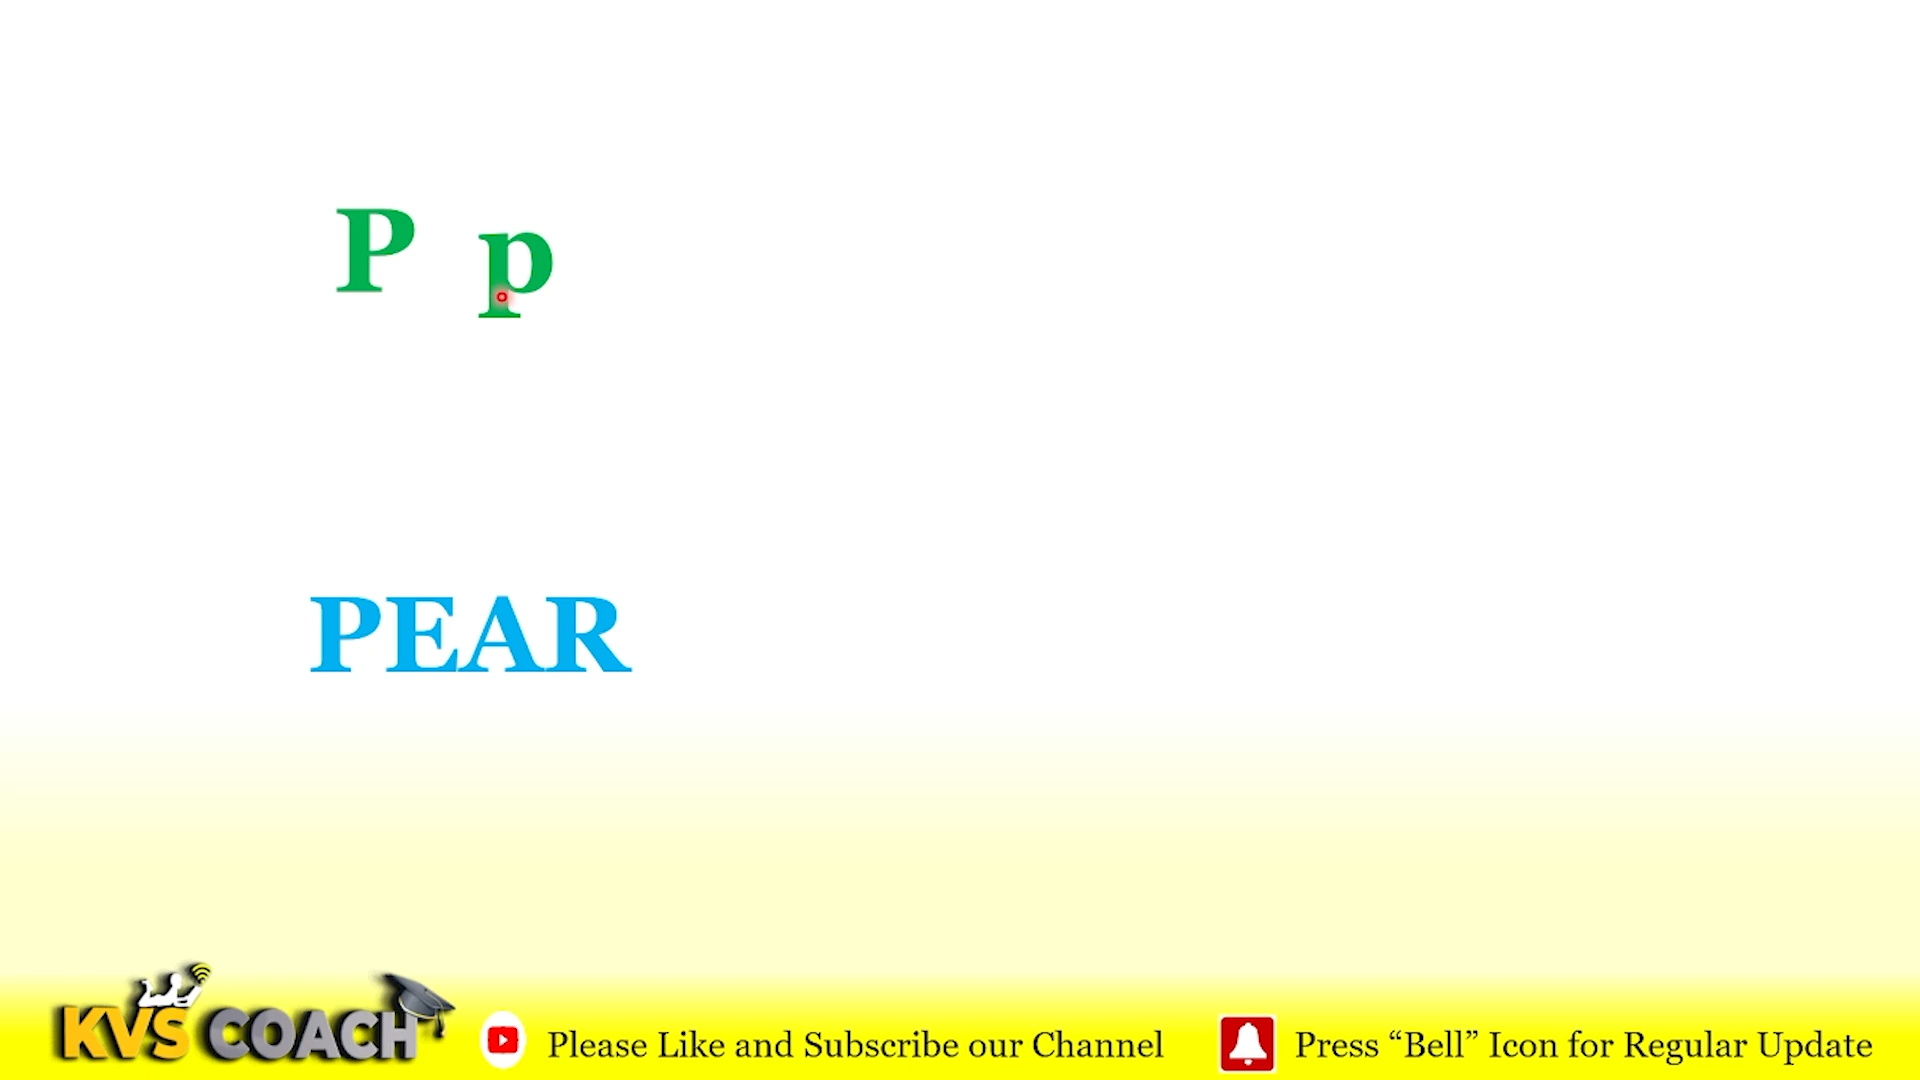 P p
PEAR
KVS COACH
Please Like and Subscribe our Channel
Press “Bell” Icon for Regular Update